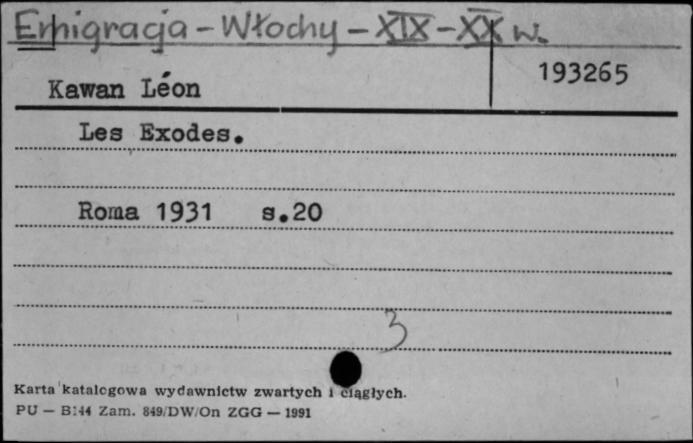 Emigracja - Włochy - XIX-XX w.
193265
Kawan Léon
Les Exodes.
Roma 1931 s.20
3
Karta katalogowa wydawnictw zwartych i ciągłych.
PU — B:44 Zam. 849/DW/On ZGG — 1991